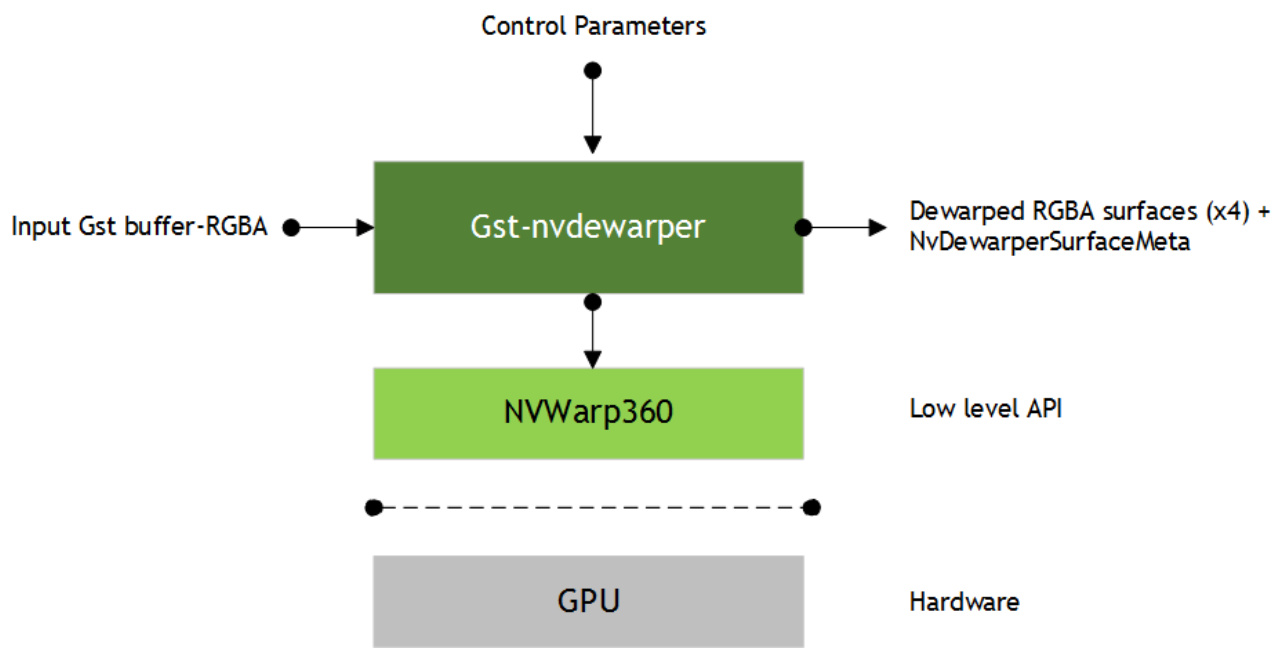 Control Parameters
Input Gst buffer-RGBA
Gst-nvdewarper
Dewarped RGBA surfaces (x4) +
NvDewarperSurfaceMeta
NVWarp360
Low level API
GPU
Hardware